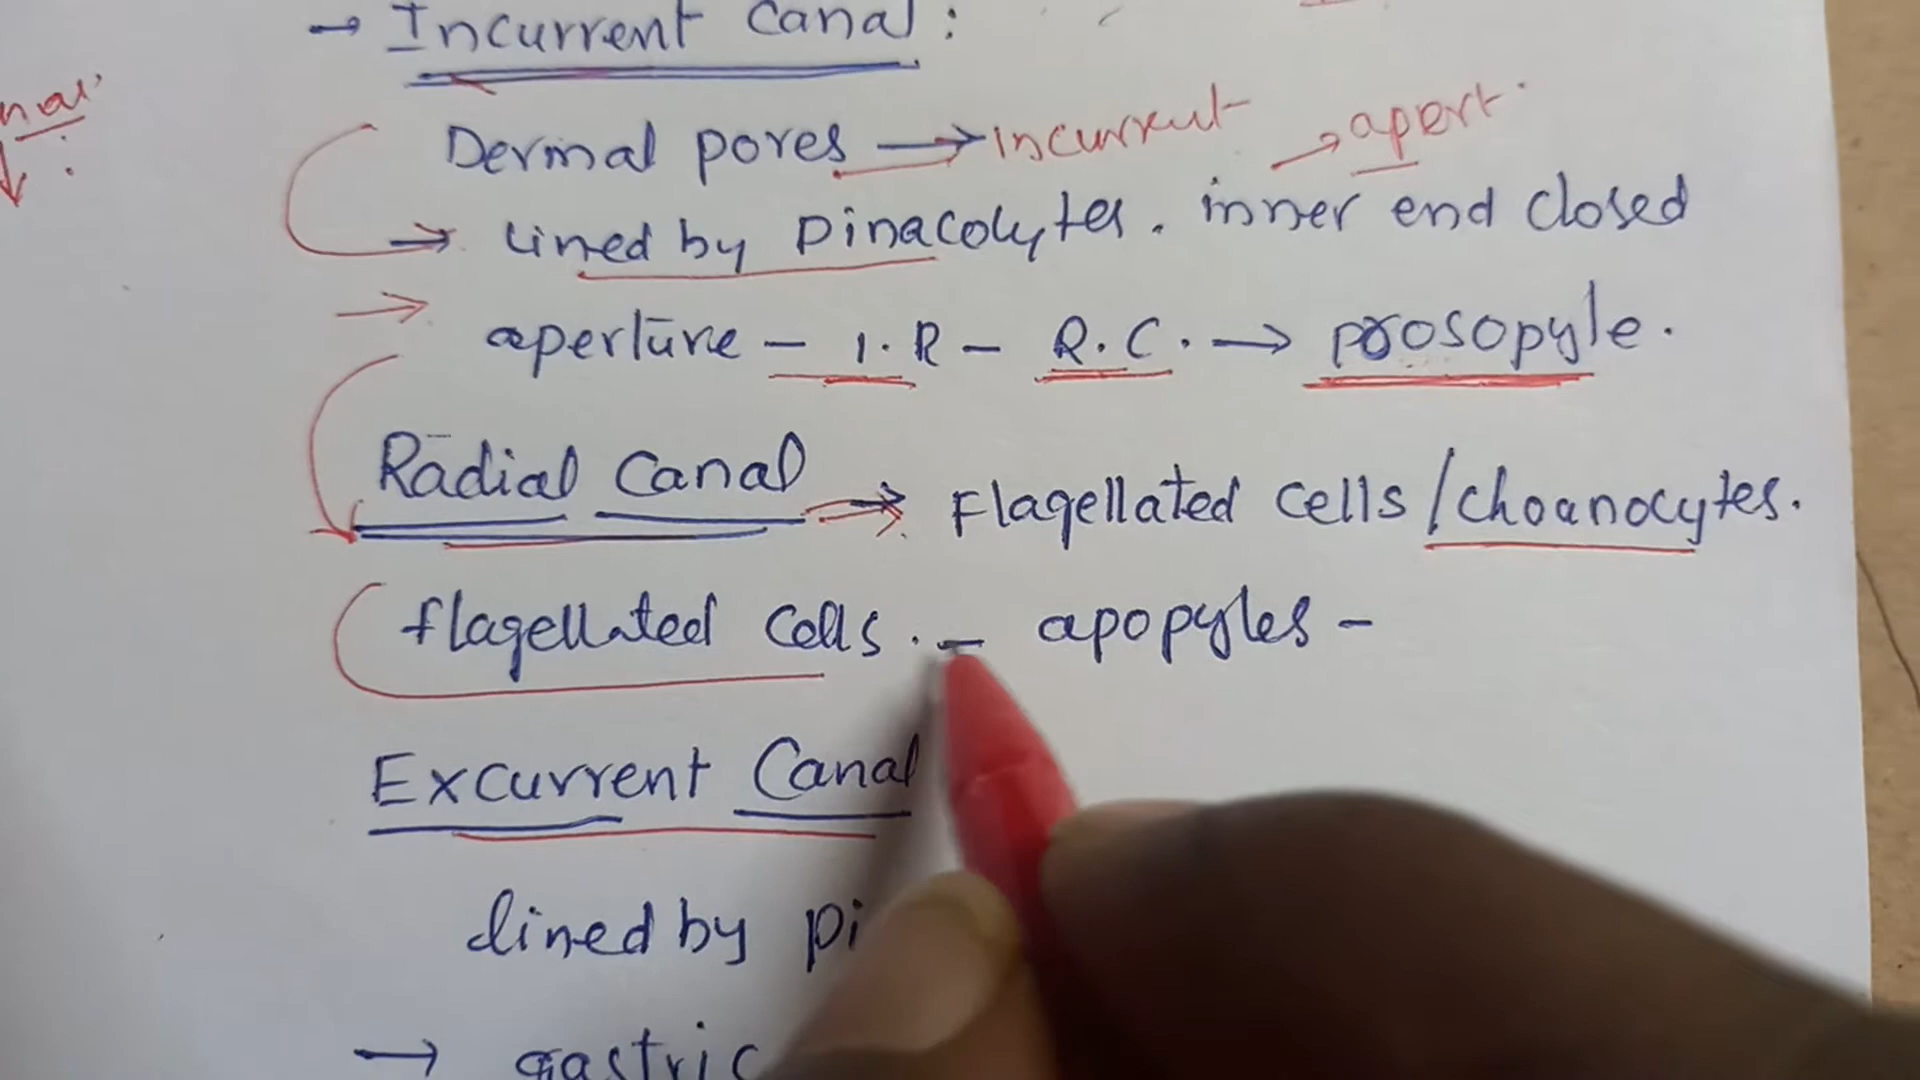 → Incurrent Canal:
Dermal pores → incurrent → apert.
→ lined by pinacolytes. inner end closed
→ aperture - I.R - R.C. → prosopyle.
Radial Canal → Flagellated cells / choanocytes.
flagellated cells. - apopyles -
Excurrent Canal
lined by pi
→ gastric